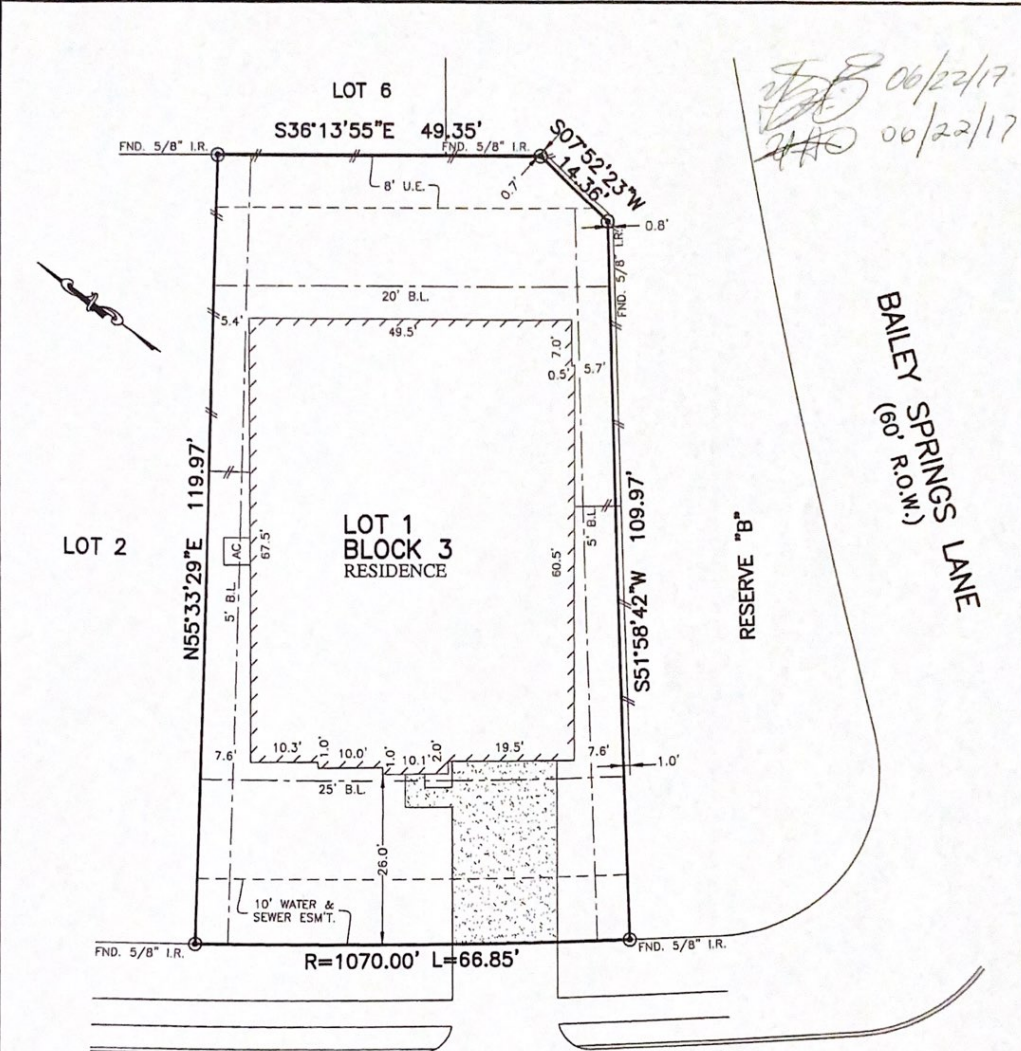 LOT 6
06/22/17
06/22/17
S36°13'55"E 49.35'
FND. 5/8" I.R.
FND. 5/8" I.R.
S07°52'23"W
14.36'
8' U.E.
0.7'
0.8'
FND. 5/8" I.R.
20' B.L.
5.4'
49.5'
7.0'
0.5'
5.7'
BAILEY SPRINGS LANE
(60' R.O.W.)
N55°33'29"E 119.97'
S51°58'42"W 109.97'
LOT 2
LOT 1
BLOCK 3
RESIDENCE
AC
67.5'
60.5'
5' B.L.
5' B.L.
RESERVE "B"
7.6'
10.3'
1.0'
10.0'
1.0'
10.1'
2.0'
19.5'
7.6'
1.0'
25' B.L.
26.0'
10' WATER &
SEWER ESM'T.
FND. 5/8" I.R.
FND. 5/8" I.R.
R=1070.00' L=66.85'